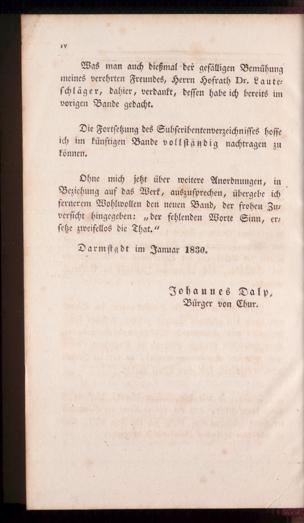 IV
Was man auch dießmal der gefälligen Bemühung
meines verehrten Freundes, Herrn Hofrath Dr. Laute-
schläger, dahier, verdankt, dessen habe ich bereits im
vorigen Bande gedacht.
Die Fortsetzung des Subscribentenverzeichnisses hoffe
ich im künftigen Bande vollständig nachtragen zu
können.
Ohne mich jetzt über weitere Anordnungen, in
Beziehung auf das Werk, auszusprechen, übergebe ich
fernerem Wohlwollen den neuen Band, der frohen Zu-
versicht hingegeben: „der fehlenden Worte Sinn, er-
setze zweifellos die That.“
Darmstadt im Januar 1830.
Johannes Dalp,
Bürger von Chur.